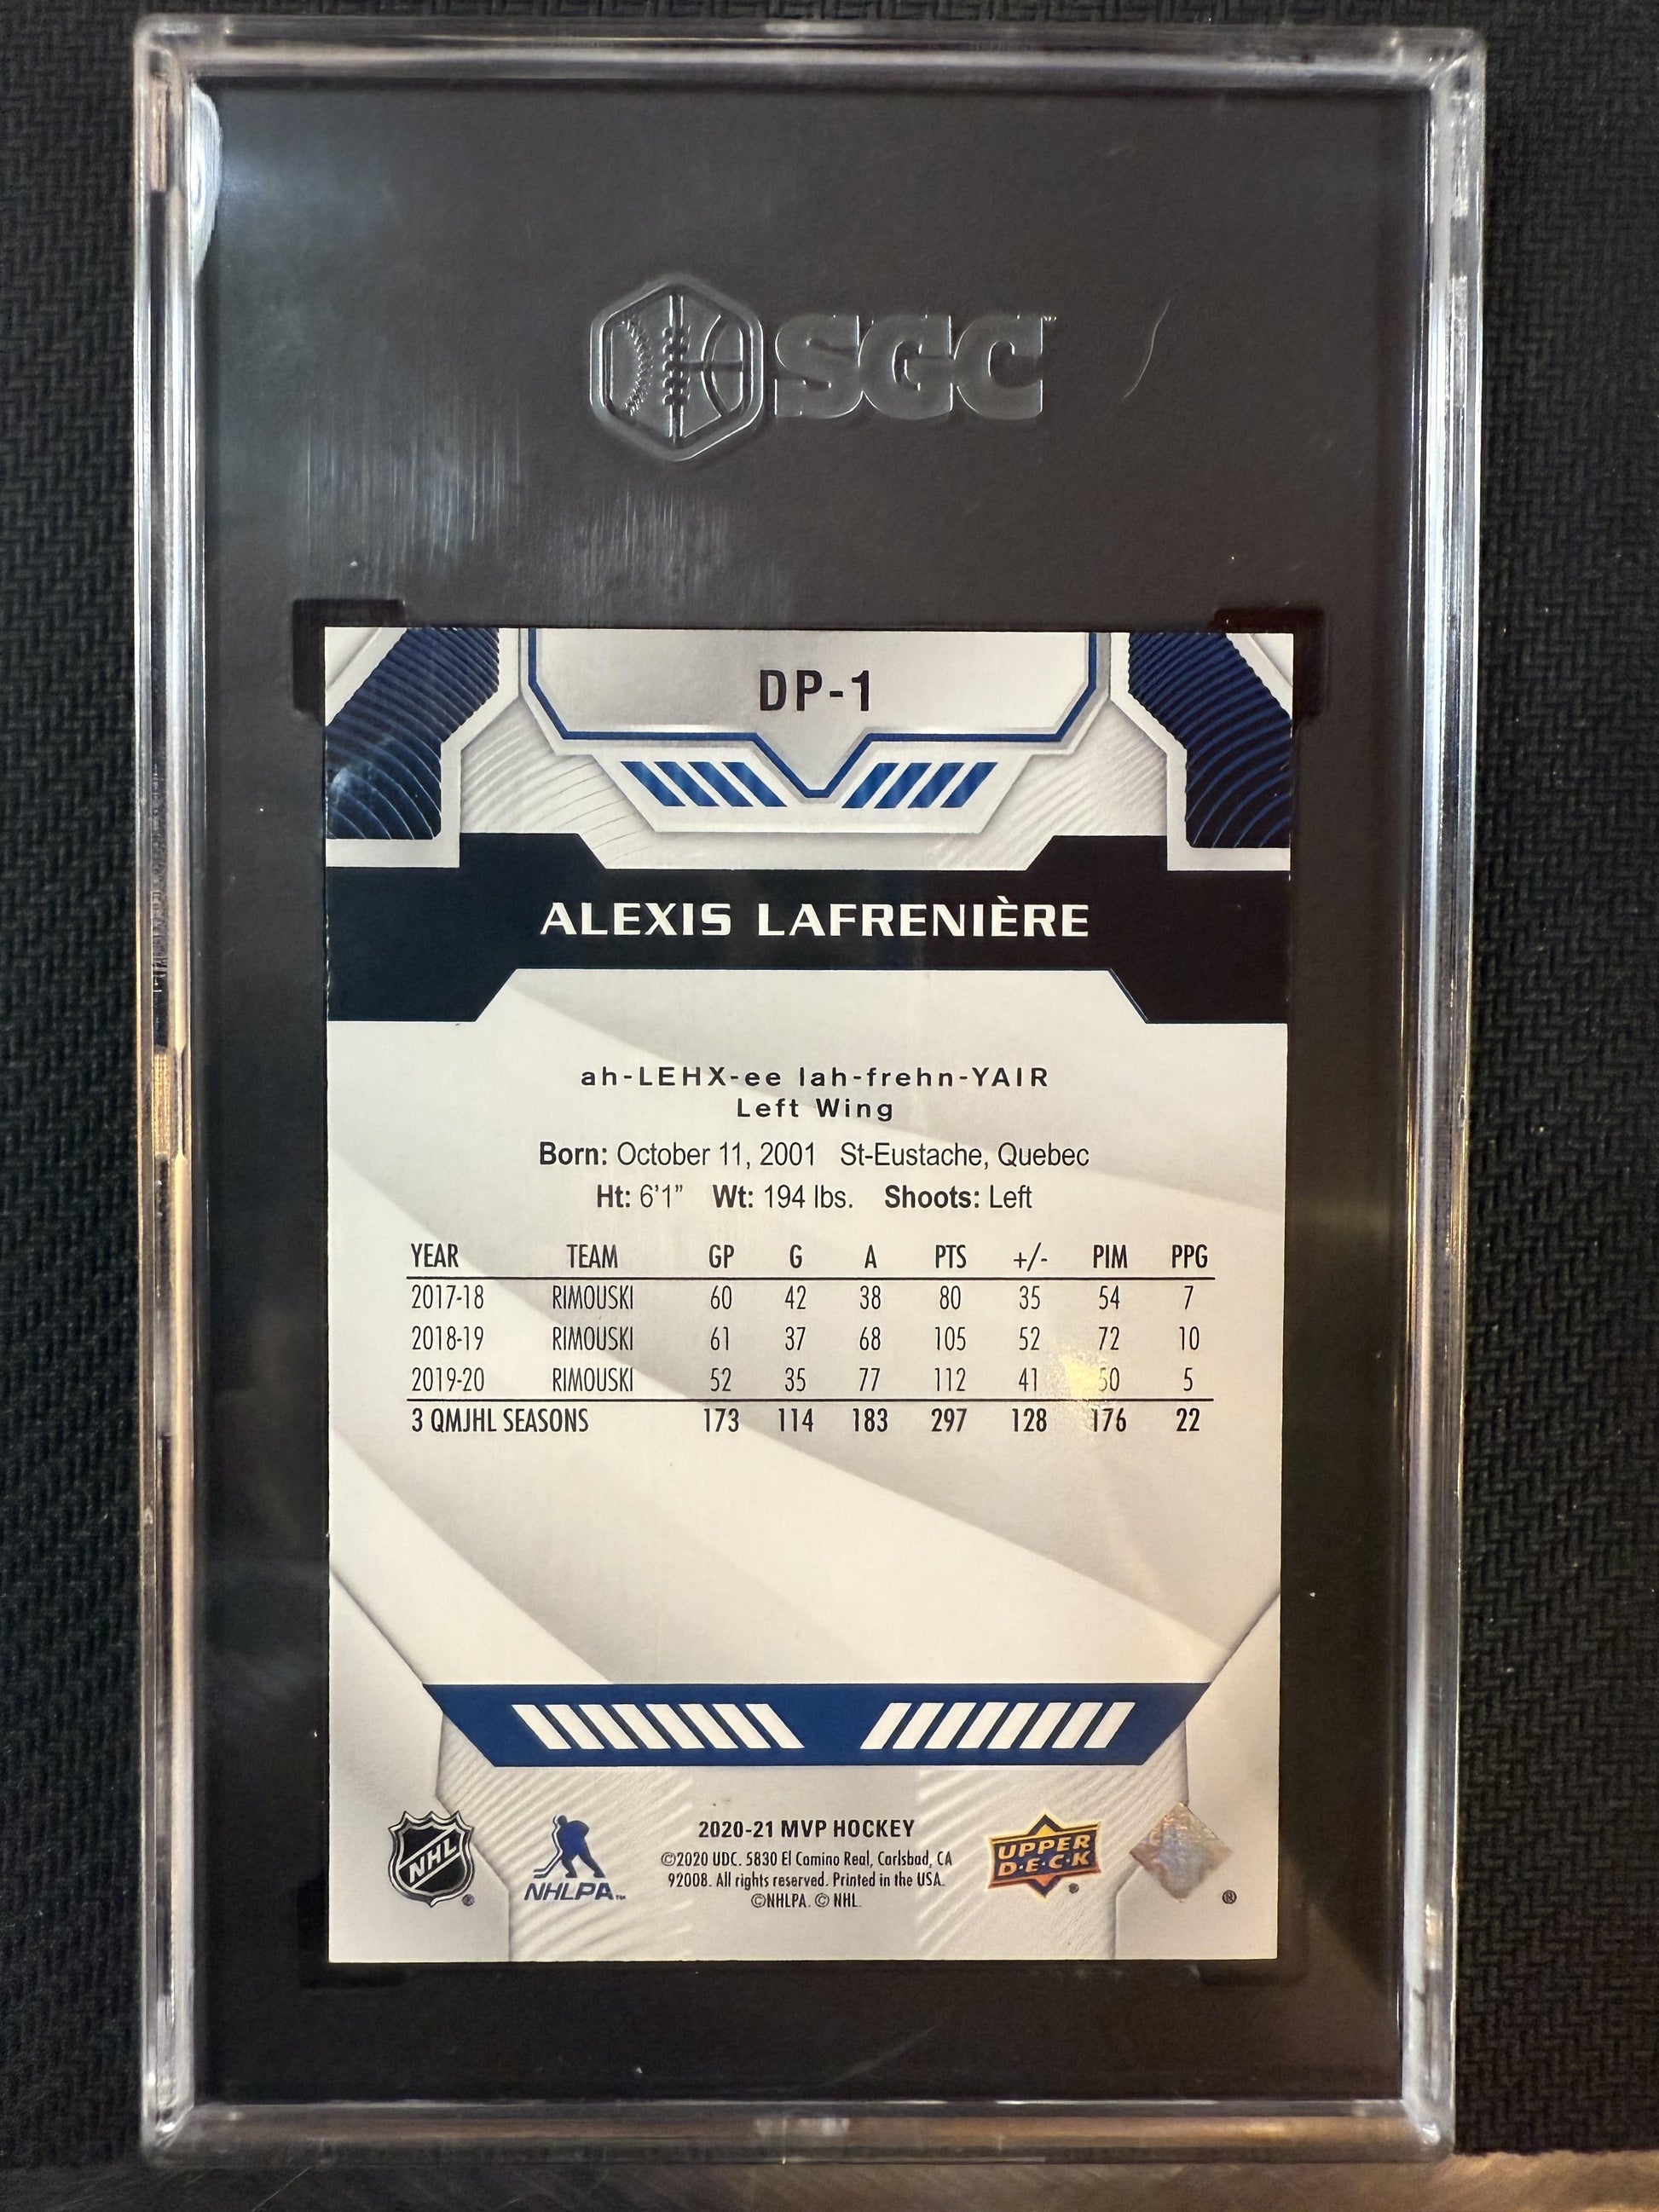 SGC™
DP-1
ALEXIS LAFRENIÈRE
ah-LEHX-ee lah-frehn-YAIR
Left Wing
Born: October 11, 2001 St-Eustache, Quebec
Ht: 6'1" Wt: 194 lbs. Shoots: Left
YEAR TEAM GP G A PTS +/- PIM PPG
2017-18 RIMOUSKI 60 42 38 80 35 54 7
2018-19 RIMOUSKI 61 37 68 105 52 72 10
2019-20 RIMOUSKI 52 35 77 112 41 50 5
3 QMJHL SEASONS 173 114 183 297 128 176 22
NHL®
NHLPA™
2020-21 MVP HOCKEY
©2020 UDC. 5830 El Camino Real, Carlsbad, CA
92008. All rights reserved. Printed in the USA.
©NHLPA. © NHL.
UPPER
D·E·C·K®
®